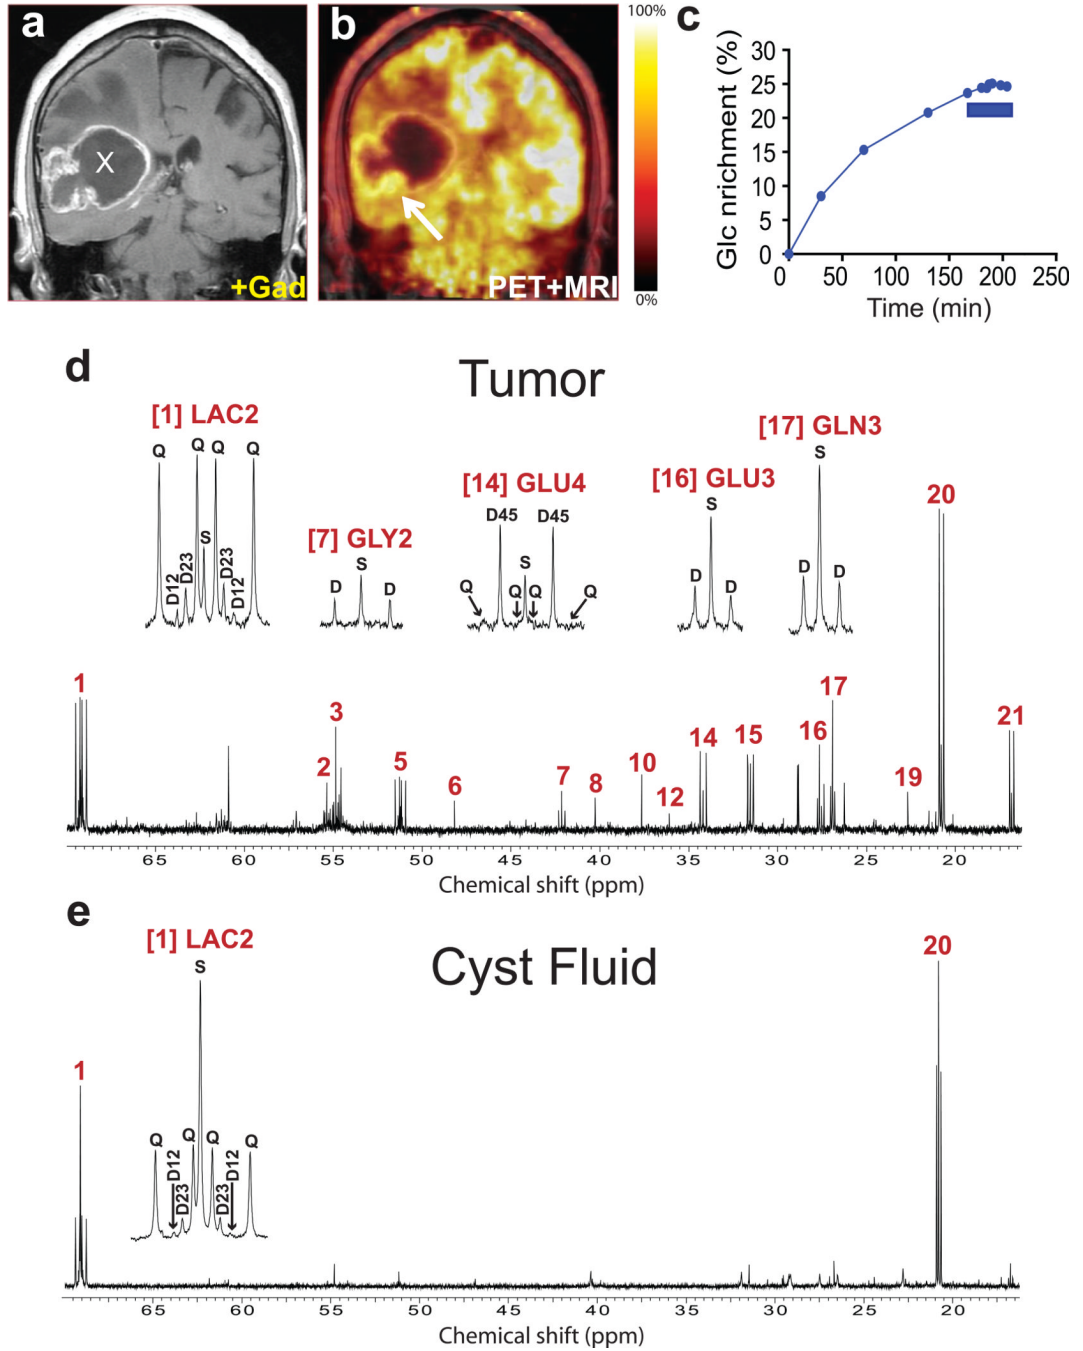 a
X
+Gad
b
PET+MRI
100%
0%
c
Glc nrichment (%)
30
25
20
15
10
5
0
0 50 100 150 200 250
Time (min)
d
Tumor
[1] LAC2
Q Q Q Q
D12 D23 S D23 D12
[7] GLY2
D S D
[14] GLU4
D45 D45
Q Q S Q Q
[16] GLU3
D S D
[17] GLN3
D S D
1 2 3 5 6 7 8 10 12 14 15 16 17 19 20 21
65 60 55 50 45 40 35 30 25 20
Chemical shift (ppm)
e
Cyst Fluid
[1] LAC2
S
Q D12 D23 Q Q D23 D12 Q
1 20
65 60 55 50 45 40 35 30 25 20
Chemical shift (ppm)